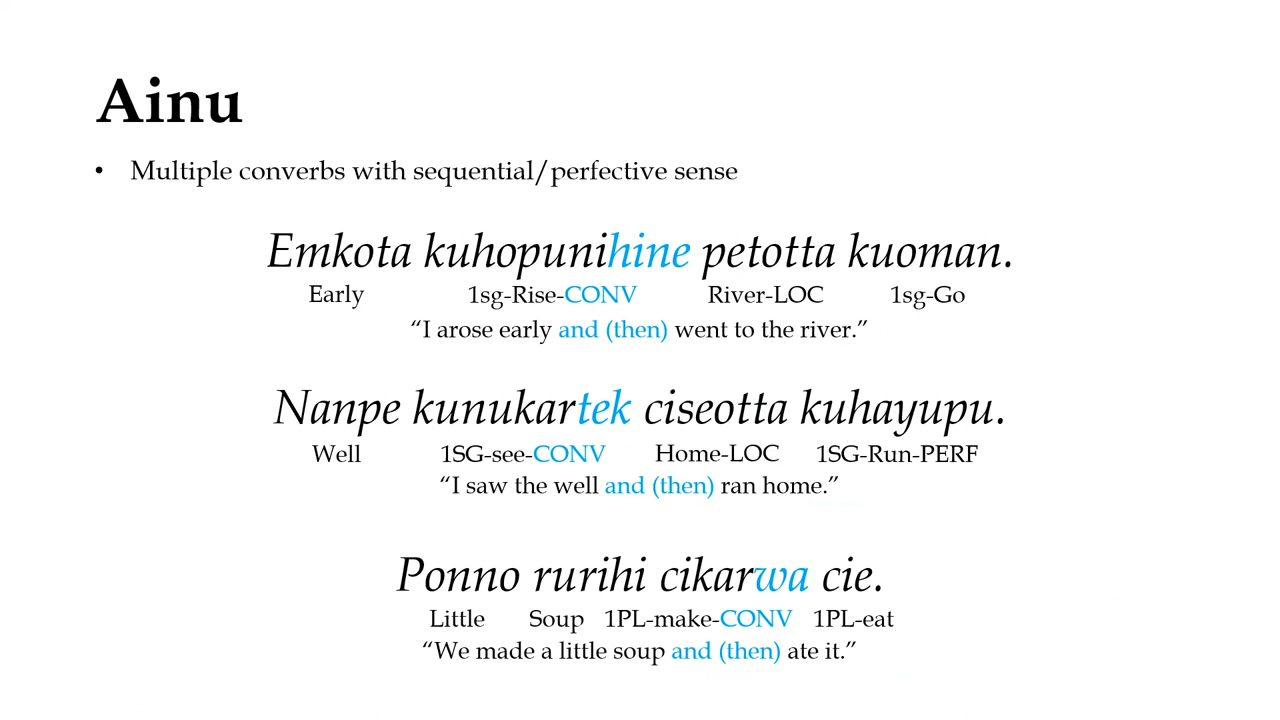 Ainu
• Multiple converbs with sequential/perfective sense
Emkota kuhopunihine petotta kuoman.
Early 1sg-Rise-CONV River-LOC 1sg-Go
“I arose early and (then) went to the river.”
Nanpe kunukartek ciseotta kuhayupu.
Well 1SG-see-CONV Home-LOC 1SG-Run-PERF
“I saw the well and (then) ran home.”
Ponno rurihi cikarwa cie.
Little Soup 1PL-make-CONV 1PL-eat
“We made a little soup and (then) ate it.”